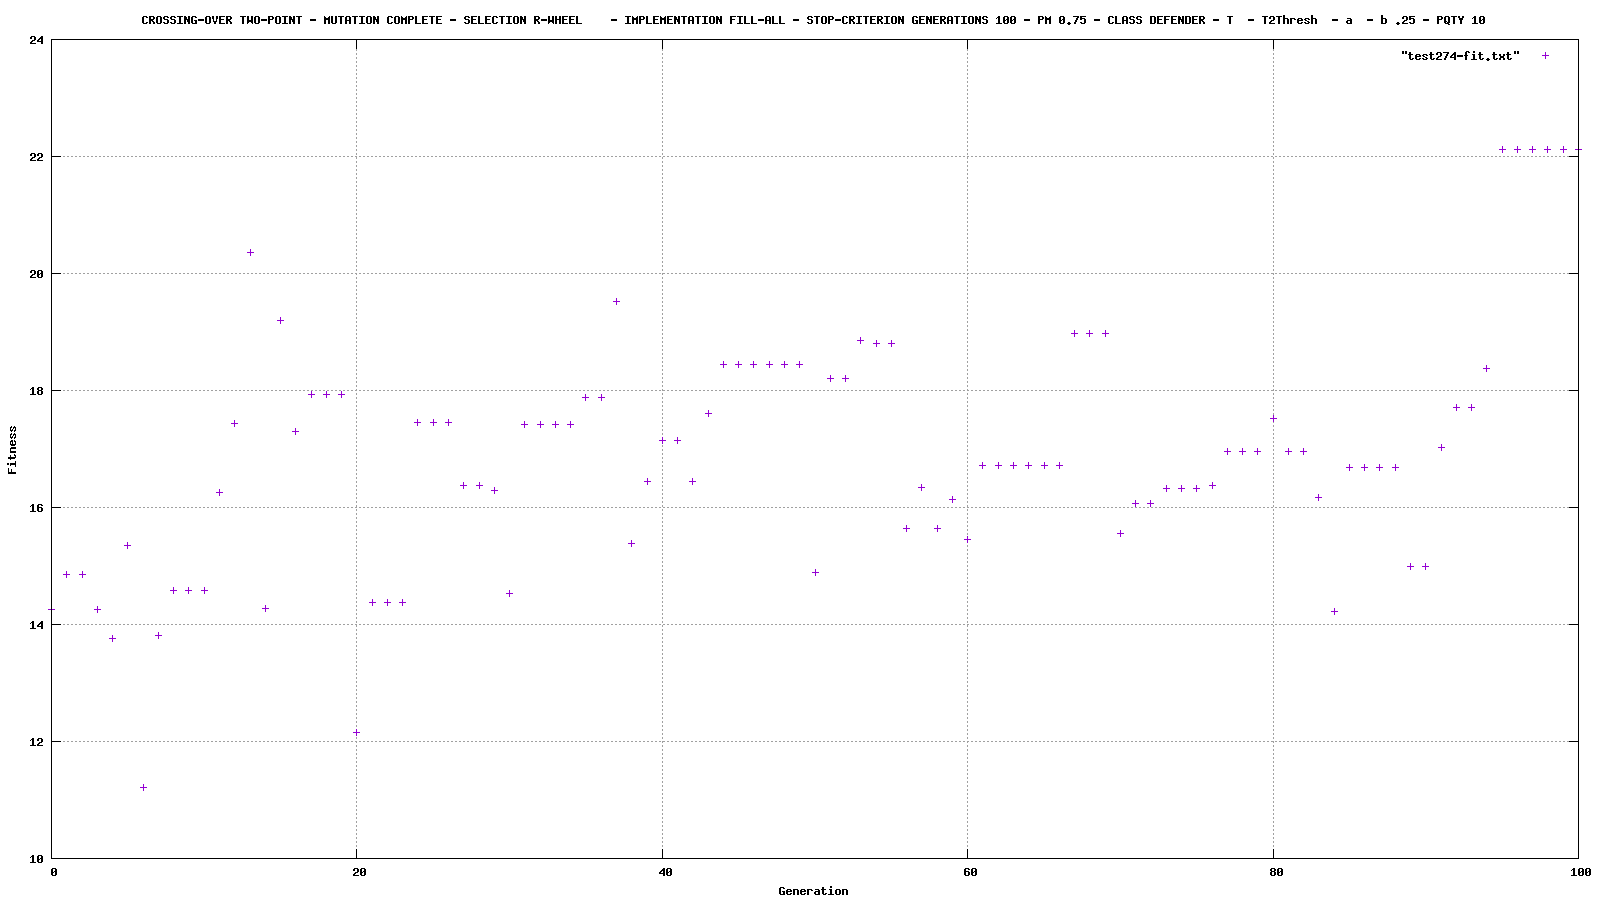 CROSSING-OVER TWO-POINT - MUTATION COMPLETE - SELECTION R-WHEEL    - IMPLEMENTATION FILL-ALL - STOP-CRITERION GENERATIONS 100 - PM 0.75 - CLASS DEFENDER - T  - T2Thresh  - a  - b .25 - PQTY 10
24
"test274-fit.txt"
22
20
18
Fitness
16
14
12
10
0 20 40 60 80 100
Generation